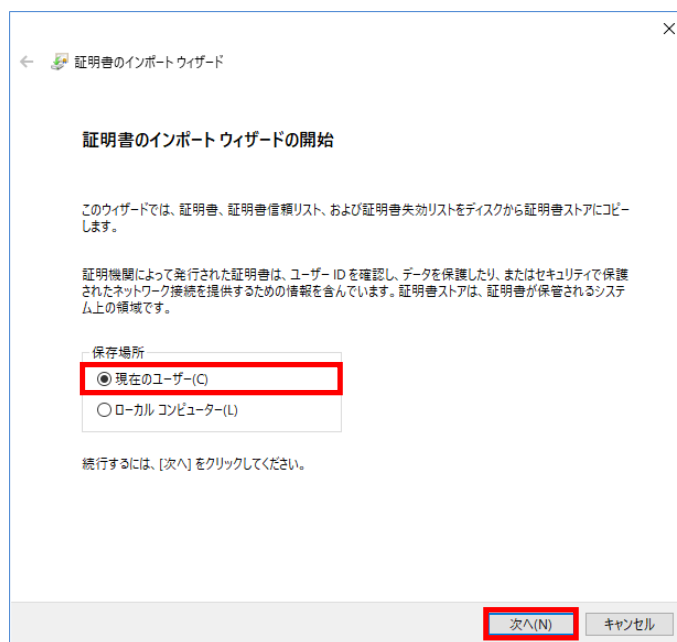 証明書のインポート ウィザード
証明書のインポート ウィザードの開始
このウィザードでは、証明書、証明書信頼リスト、および証明書失効リストをディスクから証明書ストアにコピー
します。
証明機関によって発行された証明書は、ユーザー ID を確認し、データを保護したり、またはセキュリティで保護
されたネットワーク接続を提供するための情報を含んでいます。証明書ストアは、証明書が保管されるシステ
ム上の領域です。
保存場所
現在のユーザー(C)
ローカル コンピューター(L)
続行するには、[次へ] をクリックしてください。
次へ(N)
キャンセル